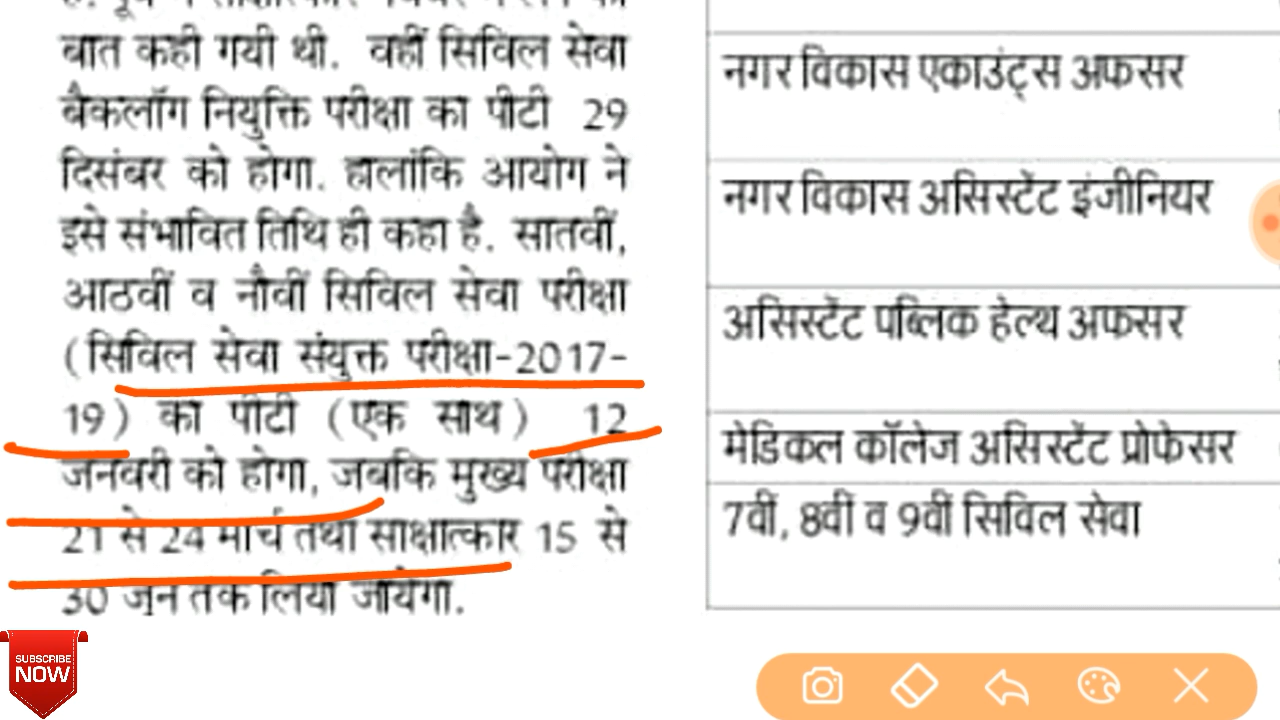 बात कही गयी थी. वहीं सिविल सेवा
बैकलॉग नियुक्ति परीक्षा का पीटी 29
दिसंबर को होगा. हालांकि आयोग ने
इसे संभावित तिथि ही कहा है. सातवीं,
आठवीं व नौवीं सिविल सेवा परीक्षा
(सिविल सेवा संयुक्त परीक्षा-2017-
19) का पीटी (एक साथ) 12
जनवरी को होगा, जबकि मुख्य परीक्षा
21 से 24 मार्च तथा साक्षात्कार 15 से
30 जून तक लिया जायेगा.
नगर विकास एकाउंट्स अफसर
नगर विकास असिस्टेंट इंजीनियर
असिस्टेंट पब्लिक हेल्थ अफसर
मेडिकल कॉलेज असिस्टेंट प्रोफेसर
7वीं, 8वीं व 9वीं सिविल सेवा
SUBSCRIBE
NOW